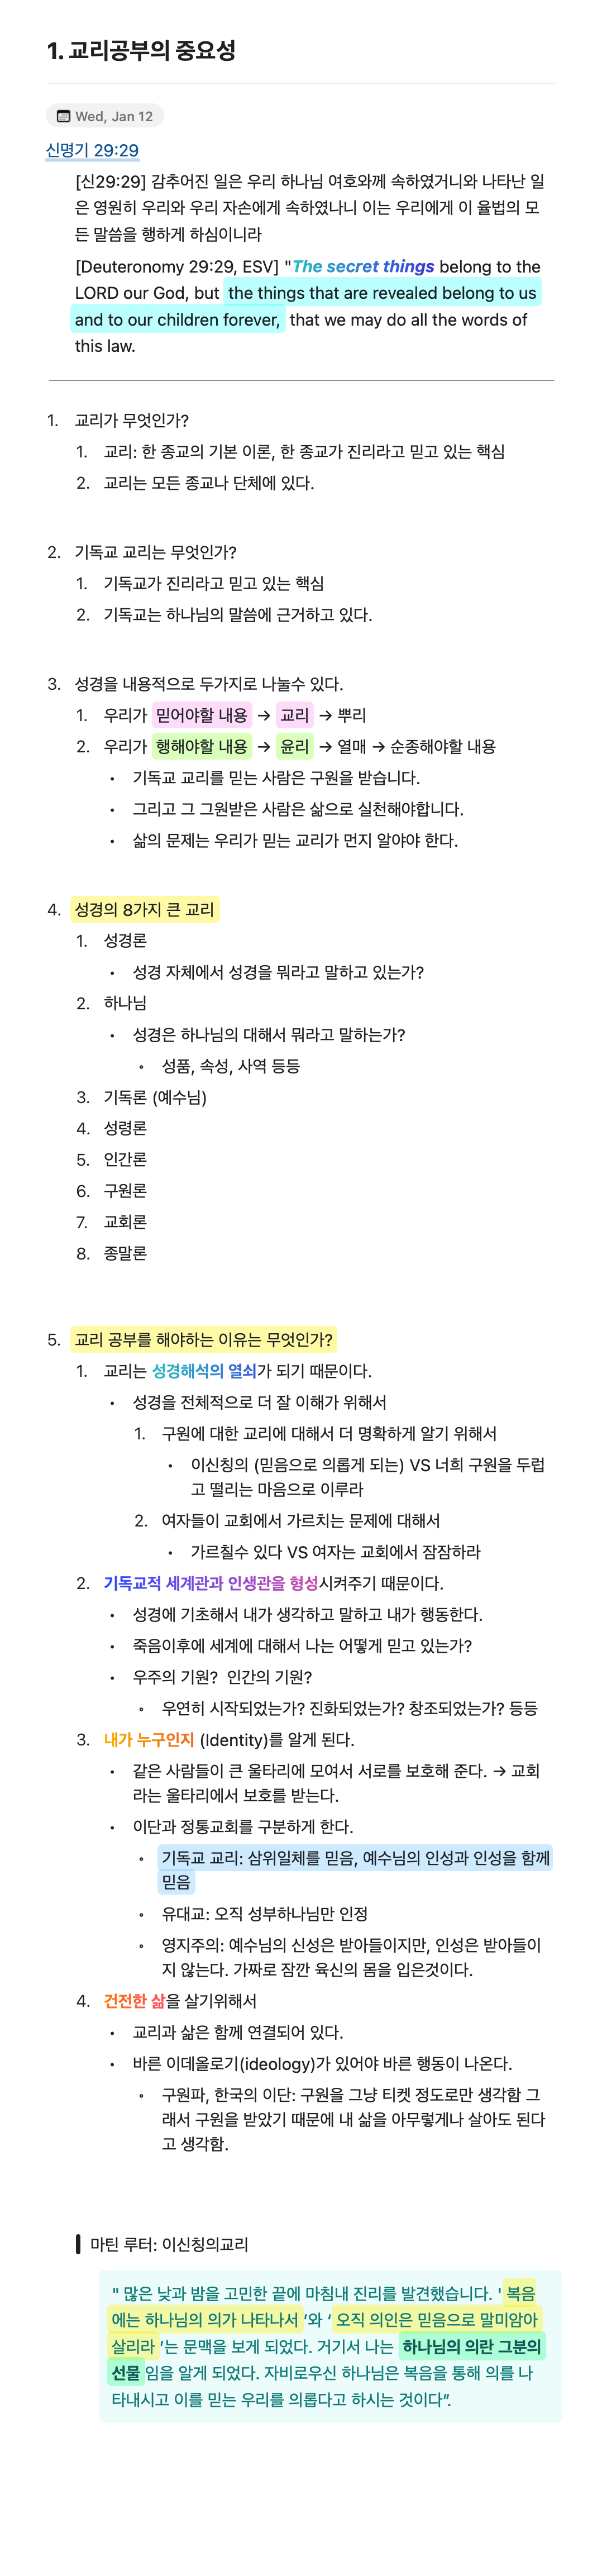 1. 교리공부의 중요성
Wed, Jan 12
신명기 29:29
[신29:29] 감추어진 일은 우리 하나님 여호와께 속하였거니와 나타난 일
은 영원히 우리와 우리 자손에게 속하였나니 이는 우리에게 이 율법의 모
든 말씀을 행하게 하심이니라
[Deuteronomy 29:29, ESV] "The secret things belong to the
LORD our God, but the things that are revealed belong to us
and to our children forever, that we may do all the words of
this law.
1. 교리가 무엇인가?
1. 교리: 한 종교의 기본 이론, 한 종교가 진리라고 믿고 있는 핵심
2. 교리는 모든 종교나 단체에 있다.
2. 기독교 교리는 무엇인가?
1. 기독교가 진리라고 믿고 있는 핵심
2. 기독교는 하나님의 말씀에 근거하고 있다.
3. 성경을 내용적으로 두가지로 나눌수 있다.
1. 우리가 믿어야할 내용 → 교리 → 뿌리
2. 우리가 행해야할 내용 → 윤리 → 열매 → 순종해야할 내용
• 기독교 교리를 믿는 사람은 구원을 받습니다.
• 그리고 그 그원받은 사람은 삶으로 실천해야합니다.
• 삶의 문제는 우리가 믿는 교리가 먼지 알야야 한다.
4. 성경의 8가지 큰 교리
1. 성경론
• 성경 자체에서 성경을 뭐라고 말하고 있는가?
2. 하나님
• 성경은 하나님의 대해서 뭐라고 말하는가?
◦ 성품, 속성, 사역 등등
3. 기독론 (예수님)
4. 성령론
5. 인간론
6. 구원론
7. 교회론
8. 종말론
5. 교리 공부를 해야하는 이유는 무엇인가?
1. 교리는 성경해석의 열쇠가 되기 때문이다.
• 성경을 전체적으로 더 잘 이해가 위해서
1. 구원에 대한 교리에 대해서 더 명확하게 알기 위해서
• 이신칭의 (믿음으로 의롭게 되는) VS 너희 구원을 두럽
고 떨리는 마음으로 이루라
2. 여자들이 교회에서 가르치는 문제에 대해서
• 가르칠수 있다 VS 여자는 교회에서 잠잠하라
2. 기독교적 세계관과 인생관을 형성시켜주기 때문이다.
• 성경에 기초해서 내가 생각하고 말하고 내가 행동한다.
• 죽음이후에 세계에 대해서 나는 어떻게 믿고 있는가?
• 우주의 기원? 인간의 기원?
◦ 우연히 시작되었는가? 진화되었는가? 창조되었는가? 등등
3. 내가 누구인지 (Identity)를 알게 된다.
• 같은 사람들이 큰 울타리에 모여서 서로를 보호해 준다. → 교회
라는 울타리에서 보호를 받는다.
• 이단과 정통교회를 구분하게 한다.
◦ 기독교 교리: 삼위일체를 믿음, 예수님의 인성과 인성을 함께
믿음
◦ 유대교: 오직 성부하나님만 인정
◦ 영지주의: 예수님의 신성은 받아들이지만, 인성은 받아들이
지 않는다. 가짜로 잠깐 육신의 몸을 입은것이다.
4. 건전한 삶을 살기위해서
• 교리과 삶은 함께 연결되어 있다.
• 바른 이데올로기(ideology)가 있어야 바른 행동이 나온다.
◦ 구원파, 한국의 이단: 구원을 그냥 티켓 정도로만 생각함 그
래서 구원을 받았기 때문에 내 삶을 아무렇게나 살아도 된다
고 생각함.
마틴 루터: 이신칭의교리
" 많은 낮과 밤을 고민한 끝에 마침내 진리를 발견했습니다. '복음
에는 하나님의 의가 나타나서'와 '오직 의인은 믿음으로 말미암아
살리라'는 문맥을 보게 되었다. 거기서 나는 하나님의 의란 그분의
선물임을 알게 되었다. 자비로우신 하나님은 복음을 통해 의를 나
타내시고 이를 믿는 우리를 의롭다고 하시는 것이다".